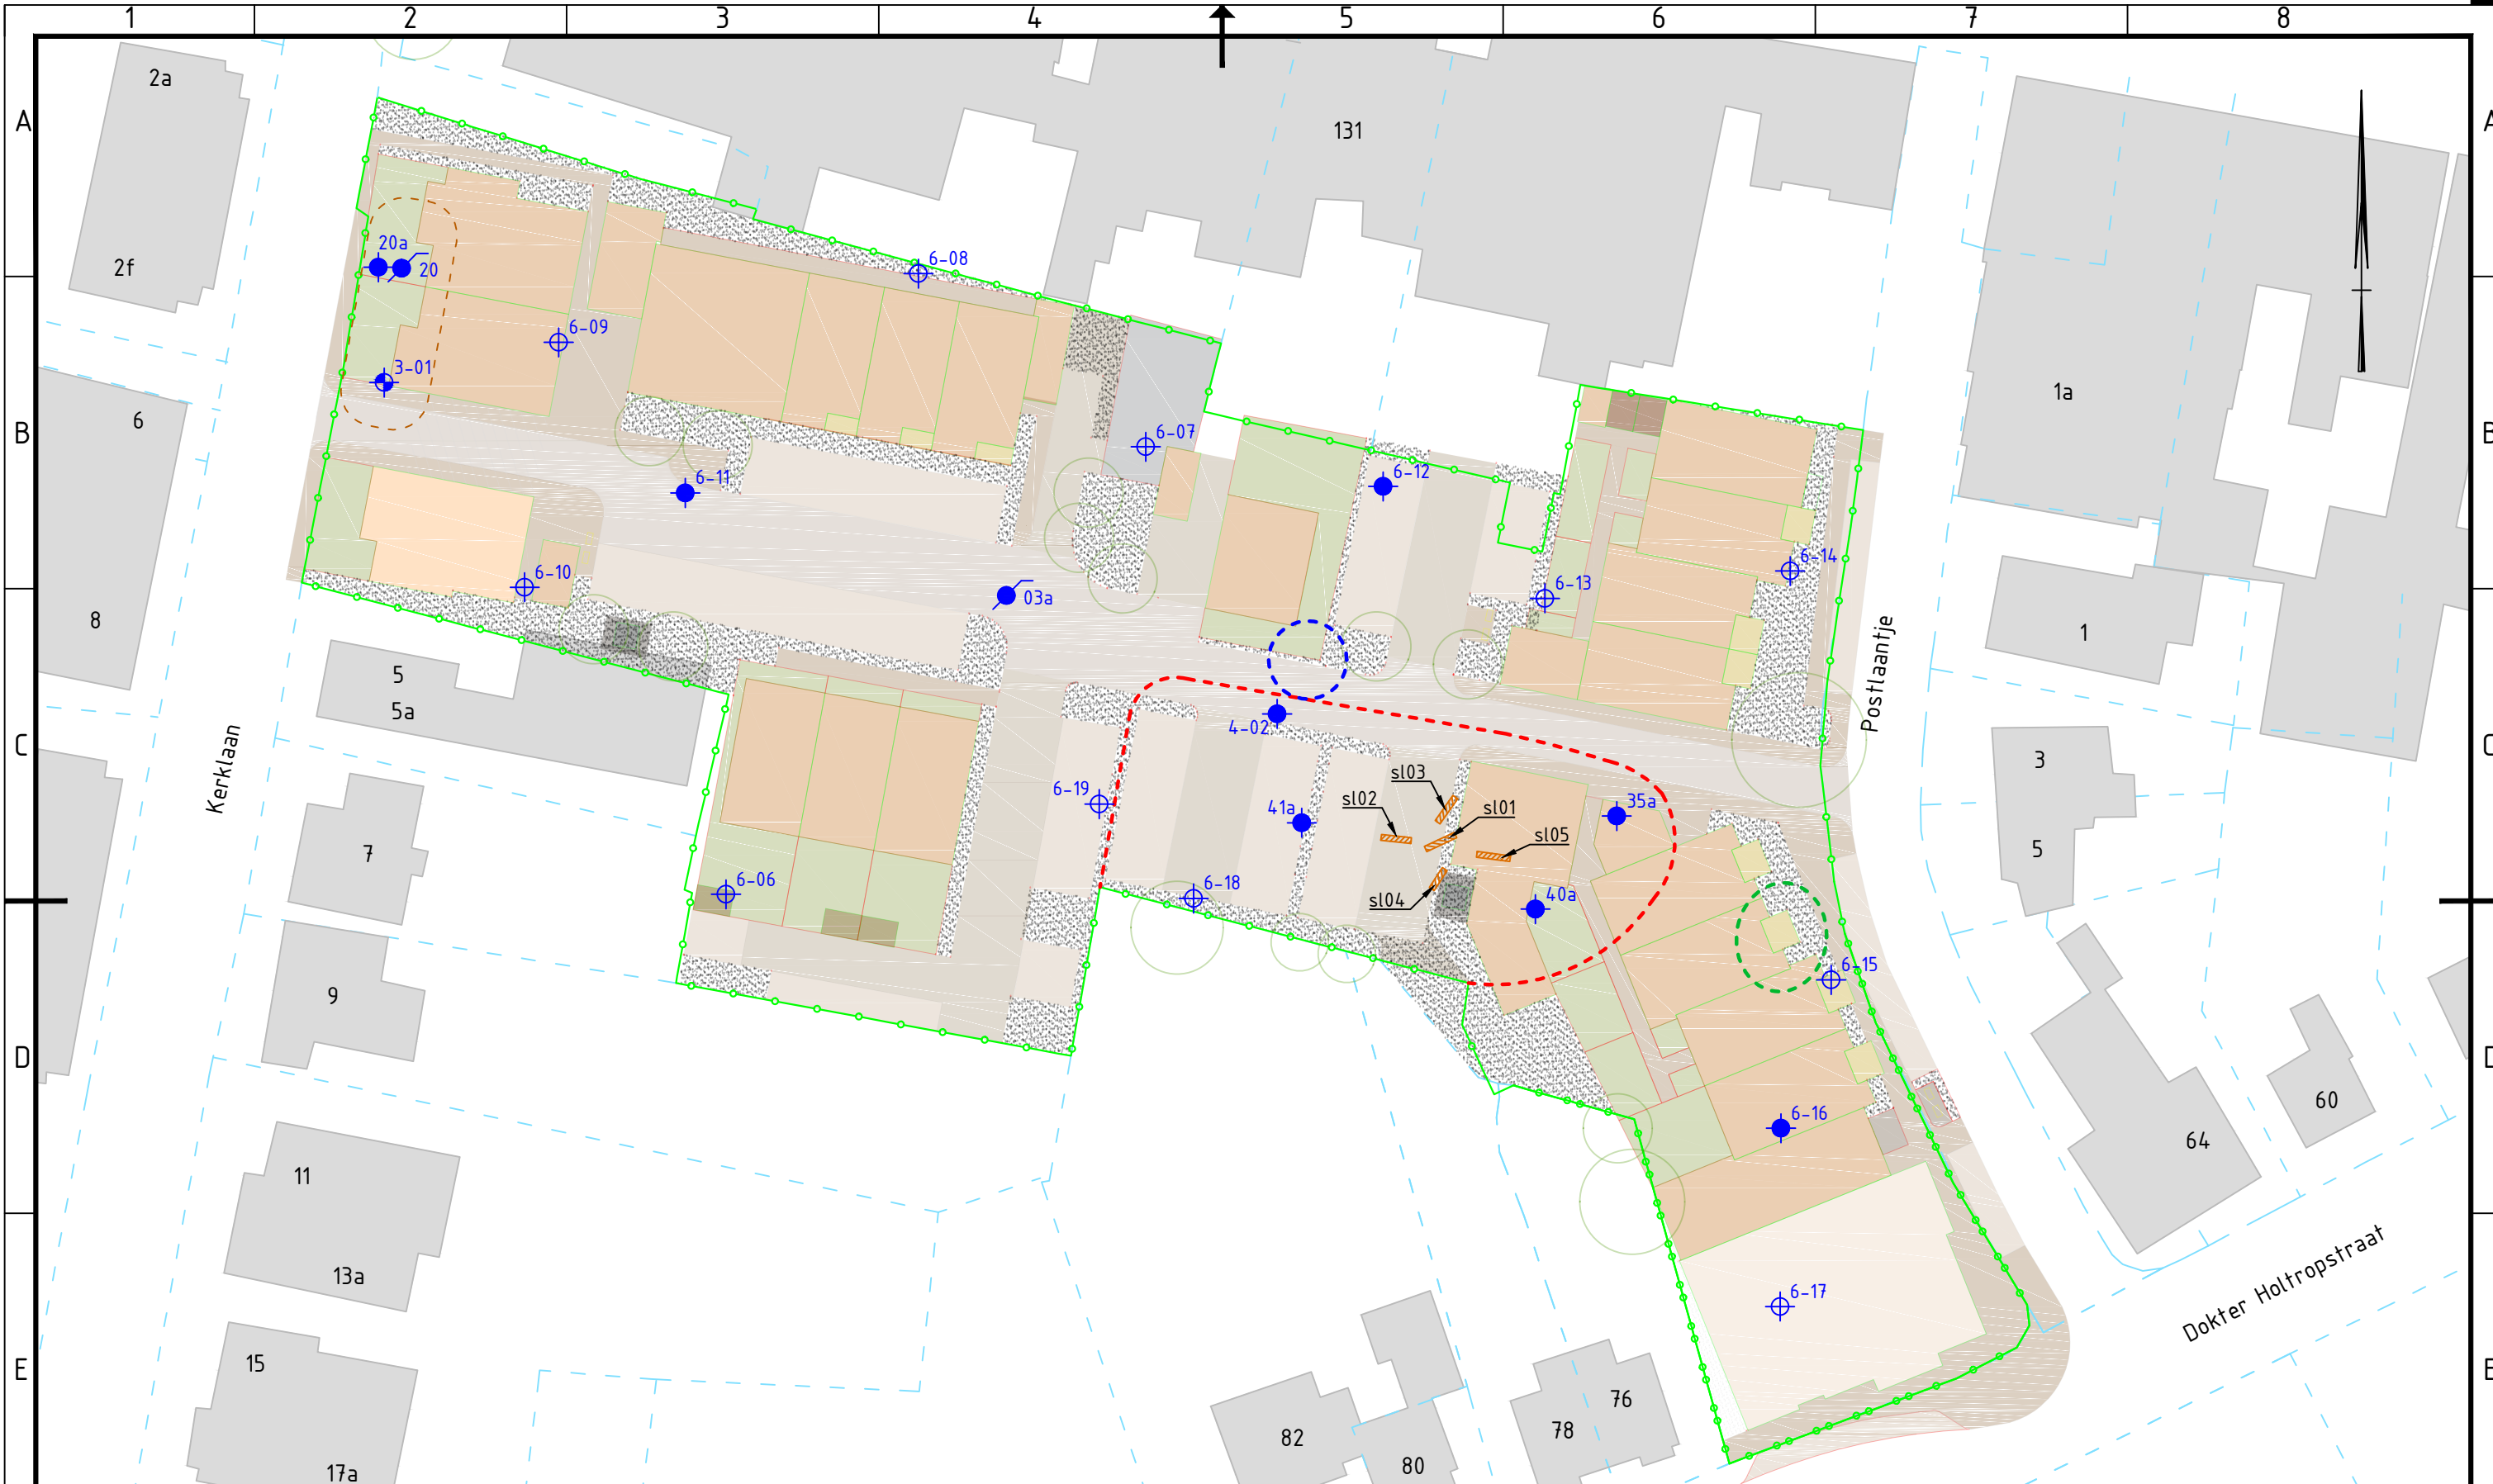 1 2 3 4 5 6 7 8
2a
A
131
A
20a
20
2f
6-08
6-09
1a
3-01
6
B
6-07
B
6-11
6-12
6-14
6-10
6-13
03a
8
1
5
5a
Postlaantje
4-02
C
C
Kerklaan
3
sl03
6-19
sl02
sl01
41a
35a
sl05
7
5
6-06
6-18
sl04
40a
6-15
9
D
D
60
6-16
64
11
13a
6-17
Dokter Holtropstraat
15
E
E
76
78
82
80
17a